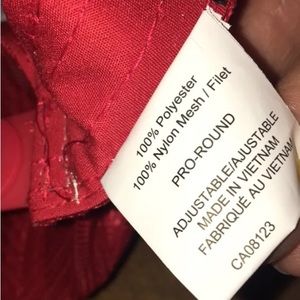 100% Polyester
100% Nylon Mesh / Filet
PRO-ROUND
ADJUSTABLE/AJUSTABLE
MADE IN VIETNAM
FABRIQUÉ AU VIETNAM
CA08123